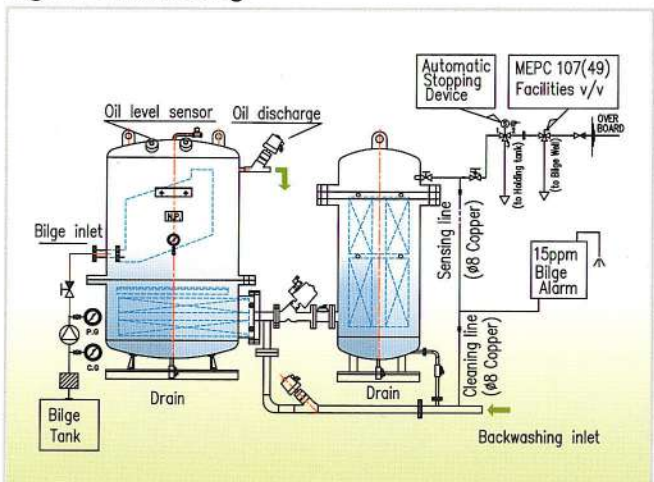 Automatic
Stopping
Device
MEPC 107(49)
Facilities v/v
Oil level sensor
Oil discharge
OVER
BOARD
(to Holding tank)
(to Bilge Well)
N.P.
Bilge inlet
Sensing line
(ø8 Copper)
15ppm
Bilge
Alarm
P.G
C.G
Cleaning line
(ø8 Copper)
Drain
Drain
Bilge
Tank
Backwashing inlet